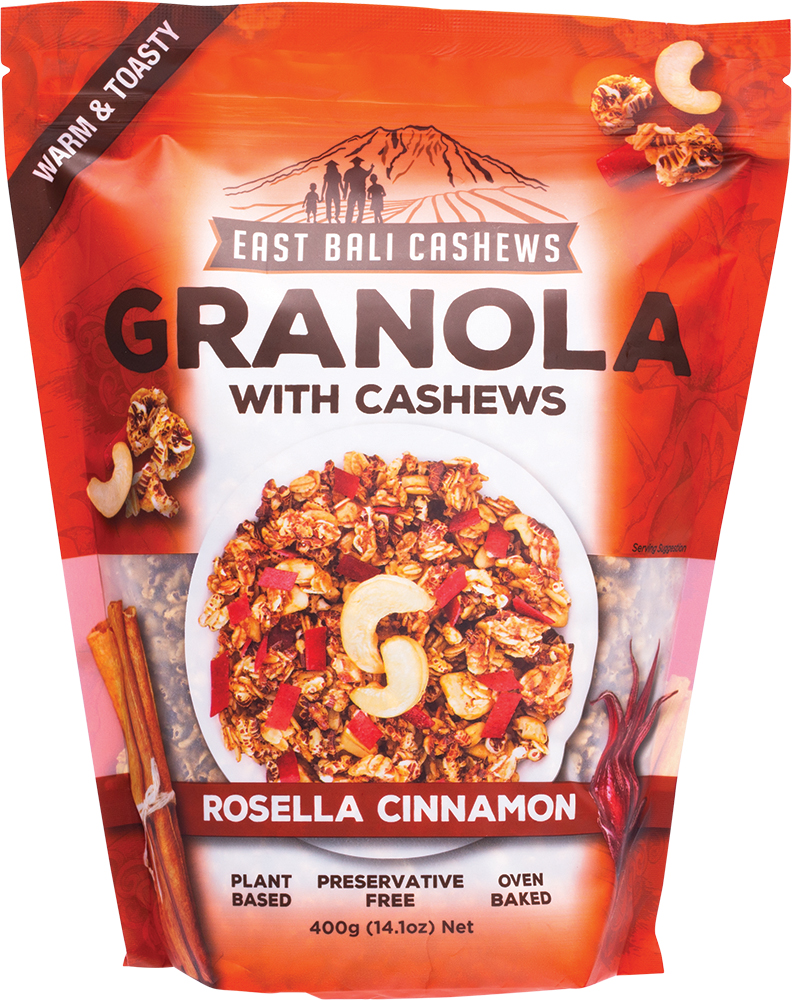 WARM & TOASTY
EAST BALI CASHEWS
GRANOLA
WITH CASHEWS
Serving Suggestion
ROSELLA CINNAMON
PLANT
BASED
PRESERVATIVE
FREE
OVEN
BAKED
400g (14.1oz) Net